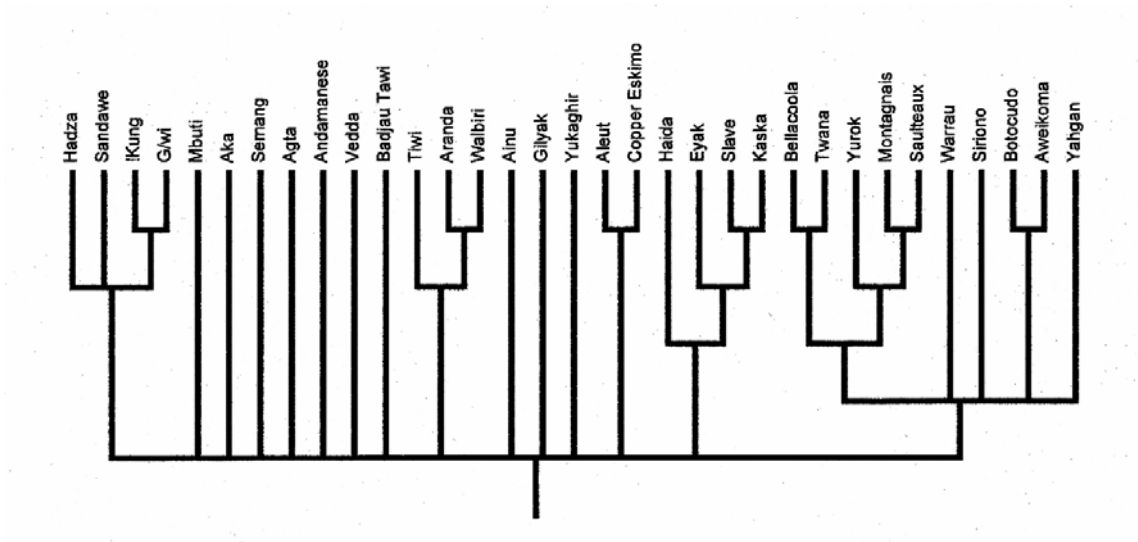 Hadza
Sandawe
!Kung
G/wi
Mbuti
Aka
Semang
Agta
Andamanese
Vedda
Badjau Tawi
Tiwi
Aranda
Walbiri
Ainu
Gilyak
Yukaghir
Aleut
Copper Eskimo
Haida
Eyak
Slave
Kaska
Bellacoola
Twana
Yurok
Montagnais
Saulteaux
Warrau
Siriono
Botocudo
Aweikoma
Yahgan